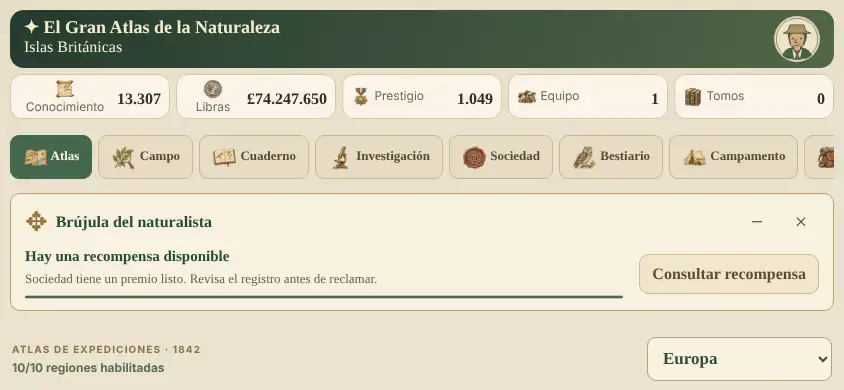 ✦ El Gran Atlas de la Naturaleza
Islas Británicas
Conocimiento 13.307
Libras £74.247.650
Prestigio 1.049
Equipo 1
Tomos 0
Atlas
Campo
Cuaderno
Investigación
Sociedad
Bestiario
Campamento
Brújula del naturalista
Hay una recompensa disponible
Sociedad tiene un premio listo. Revisa el registro antes de reclamar.
Consultar recompensa
ATLAS DE EXPEDICIONES · 1842
10/10 regiones habilitadas
Europa